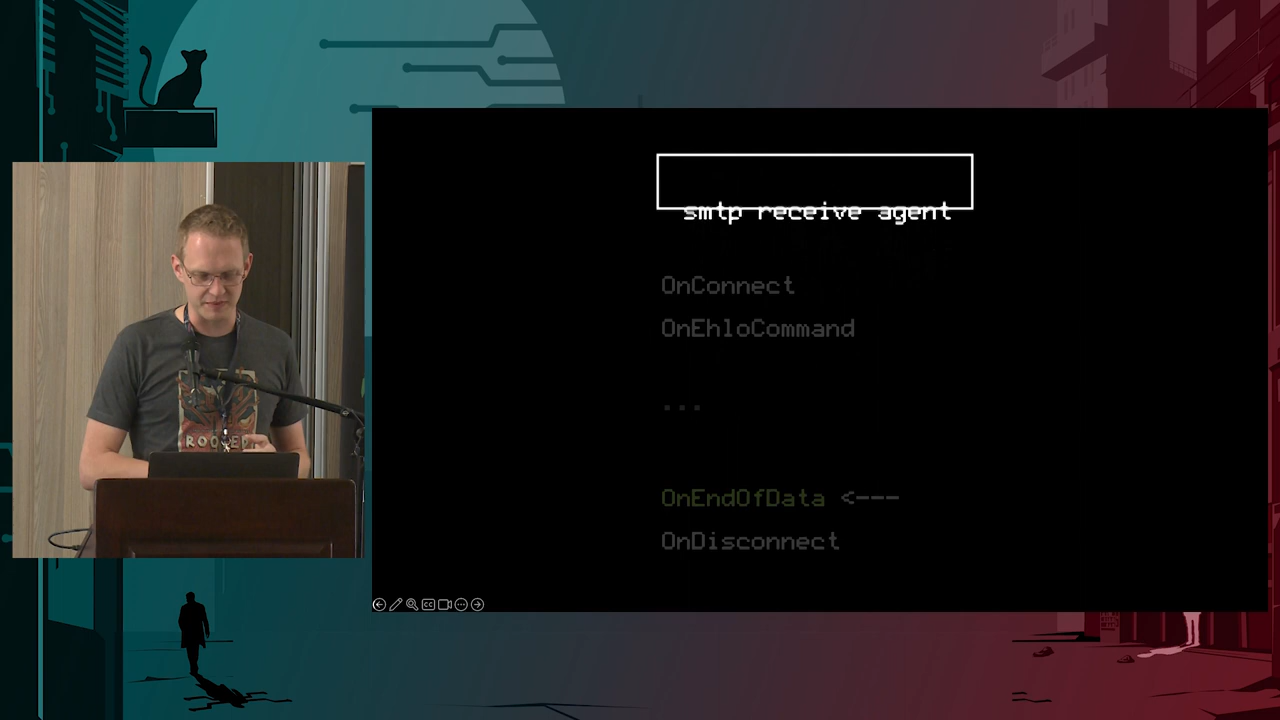 smtp receive agent
OnConnect
OnEhloCommand
...
OnEndOfData <---
OnDisconnect